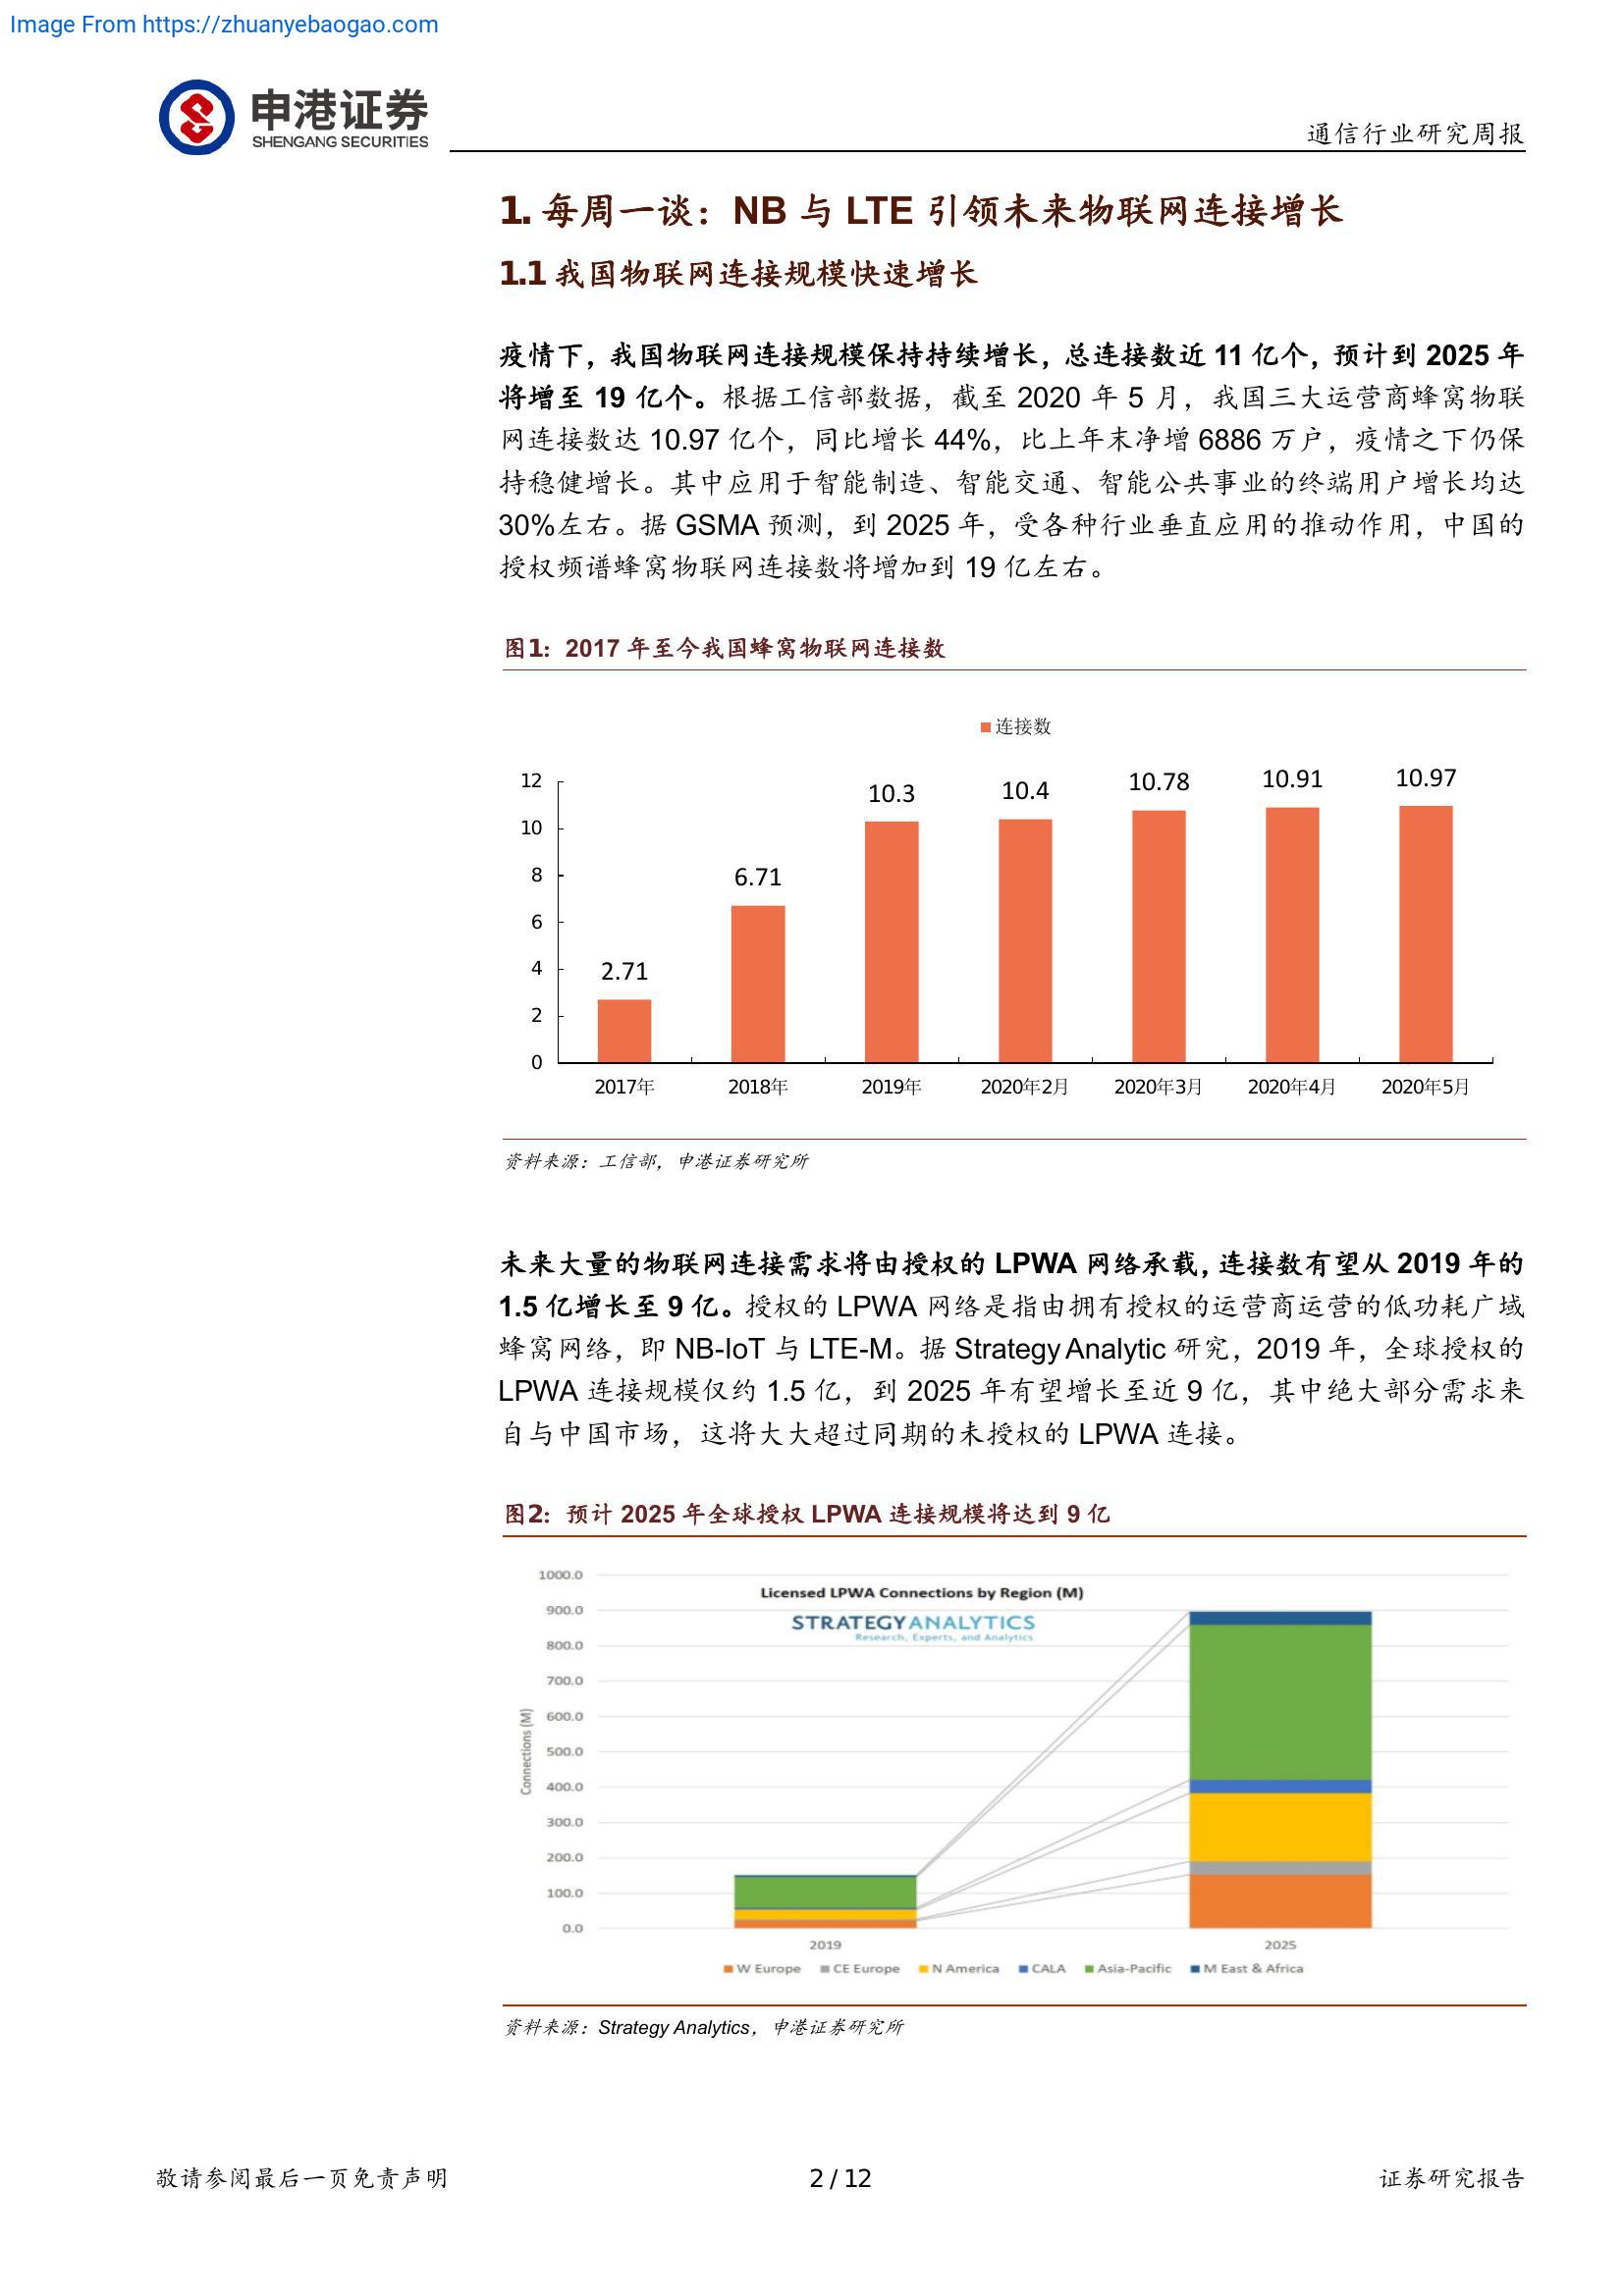 Image From https://zhuanyebaogao.com
申港证券
SHENGANG SECURITIES
通信行业研究周报
1. 每周一谈：NB 与 LTE 引领未来物联网连接增长
1.1 我国物联网连接规模快速增长
疫情下，我国物联网连接规模保持持续增长，总连接数近 11 亿个，预计到 2025 年
将增至 19 亿个。根据工信部数据，截至 2020 年 5 月，我国三大运营商蜂窝物联
网连接数达 10.97 亿个，同比增长 44%，比上年末净增 6886 万户，疫情之下仍保
持稳健增长。其中应用于智能制造、智能交通、智能公共事业的终端用户增长均达
30%左右。据 GSMA 预测，到 2025 年，受各种行业垂直应用的推动作用，中国的
授权频谱蜂窝物联网连接数将增加到 19 亿左右。
图1：2017 年至今我国蜂窝物联网连接数
连接数
12
10
8
6
4
2
0
2.71
6.71
10.3
10.4
10.78
10.91
10.97
2017年
2018年
2019年
2020年2月
2020年3月
2020年4月
2020年5月
资料来源：工信部，申港证券研究所
未来大量的物联网连接需求将由授权的 LPWA 网络承载，连接数有望从 2019 年的
1.5 亿增长至 9 亿。授权的 LPWA 网络是指由拥有授权的运营商运营的低功耗广域
蜂窝网络，即 NB-IoT 与 LTE-M。据 Strategy Analytic 研究，2019 年，全球授权的
LPWA 连接规模仅约 1.5 亿，到 2025 年有望增长至近 9 亿，其中绝大部分需求来
自与中国市场，这将大大超过同期的未授权的 LPWA 连接。
图2：预计 2025 年全球授权 LPWA 连接规模将达到 9 亿
Licensed LPWA Connections by Region (M)
STRATEGYANALYTICS
Research, Experts, and Analytics
Connections (M)
1000.0
900.0
800.0
700.0
600.0
500.0
400.0
300.0
200.0
100.0
0.0
2019
2025
W Europe
CE Europe
N America
CALA
Asia-Pacific
M East & Africa
资料来源：Strategy Analytics，申港证券研究所
敬请参阅最后一页免责声明
2 / 12
证券研究报告